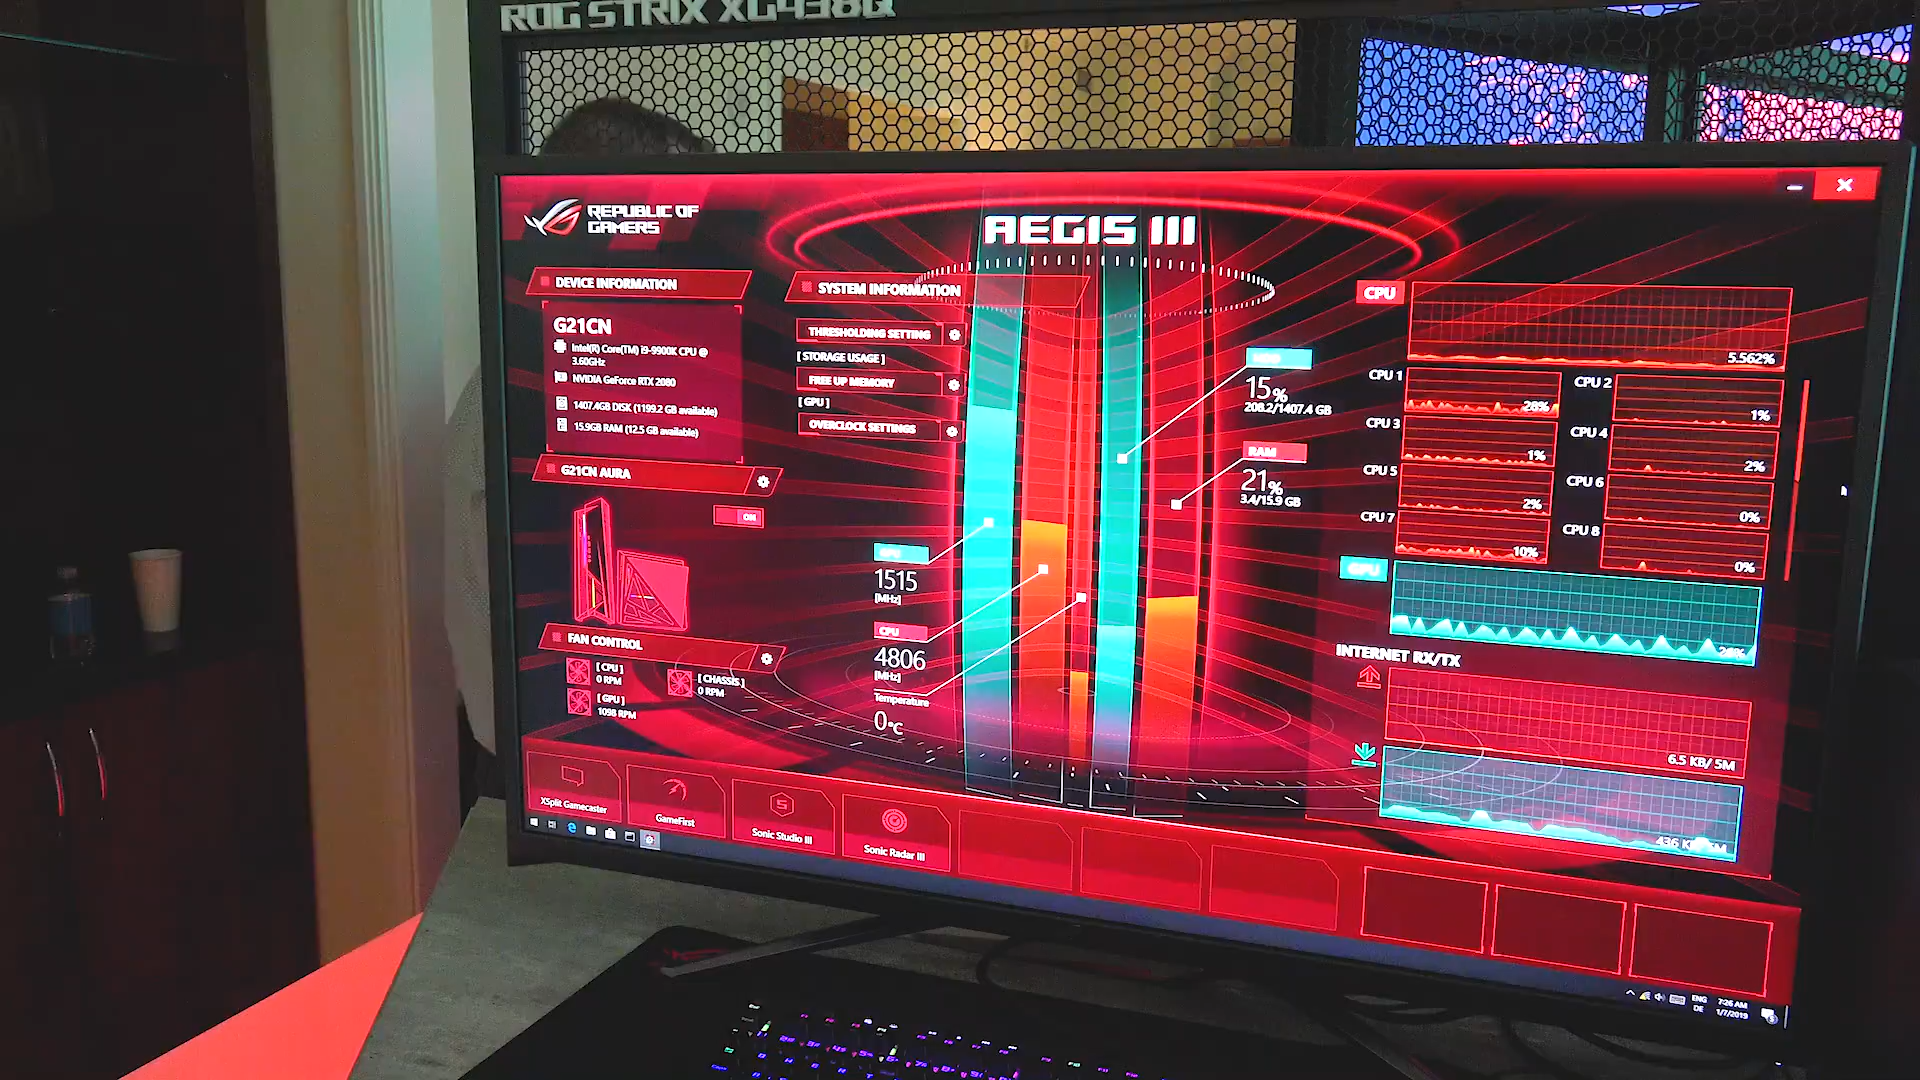 ROG STRIX XG438Q
REPUBLIC OF
GAMERS
AEGIS III
DEVICE INFORMATION
G21CN
Intel(R) Core(TM) i9-9900K CPU @
3.60GHz
NVIDIA GeForce RTX 2080
1407.4GB DISK (1199.2 GB available)
15.9GB RAM (12.5 GB available)
G21CN AURA
ON
FAN CONTROL
[ CPU ]
0 RPM
[ CHASSIS ]
0 RPM
[ GPU ]
1098 RPM
SYSTEM INFORMATION
THRESHOLDING SETTING
[ STORAGE USAGE ]
FREE UP MEMORY
[ GPU ]
OVERCLOCK SETTINGS
GPU
1515
[MHz]
CPU
4806
[MHz]
Temperature
0°C
15%
208.2/1407.4 GB
RAM
21%
3.4/15.9 GB
CPU
5.562%
CPU 1
28%
CPU 2
1%
CPU 3
1%
CPU 4
2%
CPU 5
2%
CPU 6
0%
CPU 7
10%
CPU 8
0%
GPU
26%
INTERNET RX/TX
6.5 KB/ 5M
436 KB/ 5M
XSplit Gamecaster
GameFirst
Sonic Studio III
Sonic Radar III
ENG
DE
7:26 AM
1/7/2019